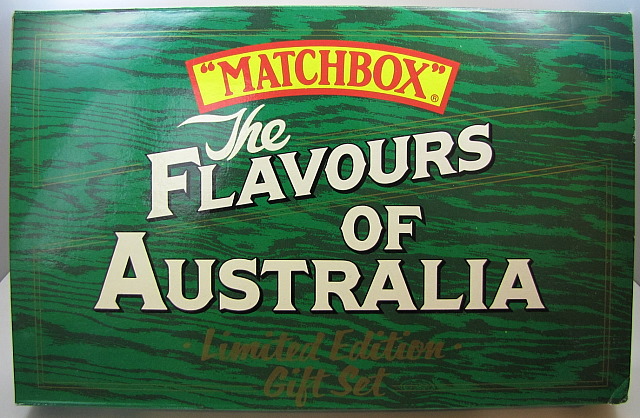 "MATCHBOX"®
The
FLAVOURS
OF
AUSTRALIA
· Limited Edition ·
Gift Set